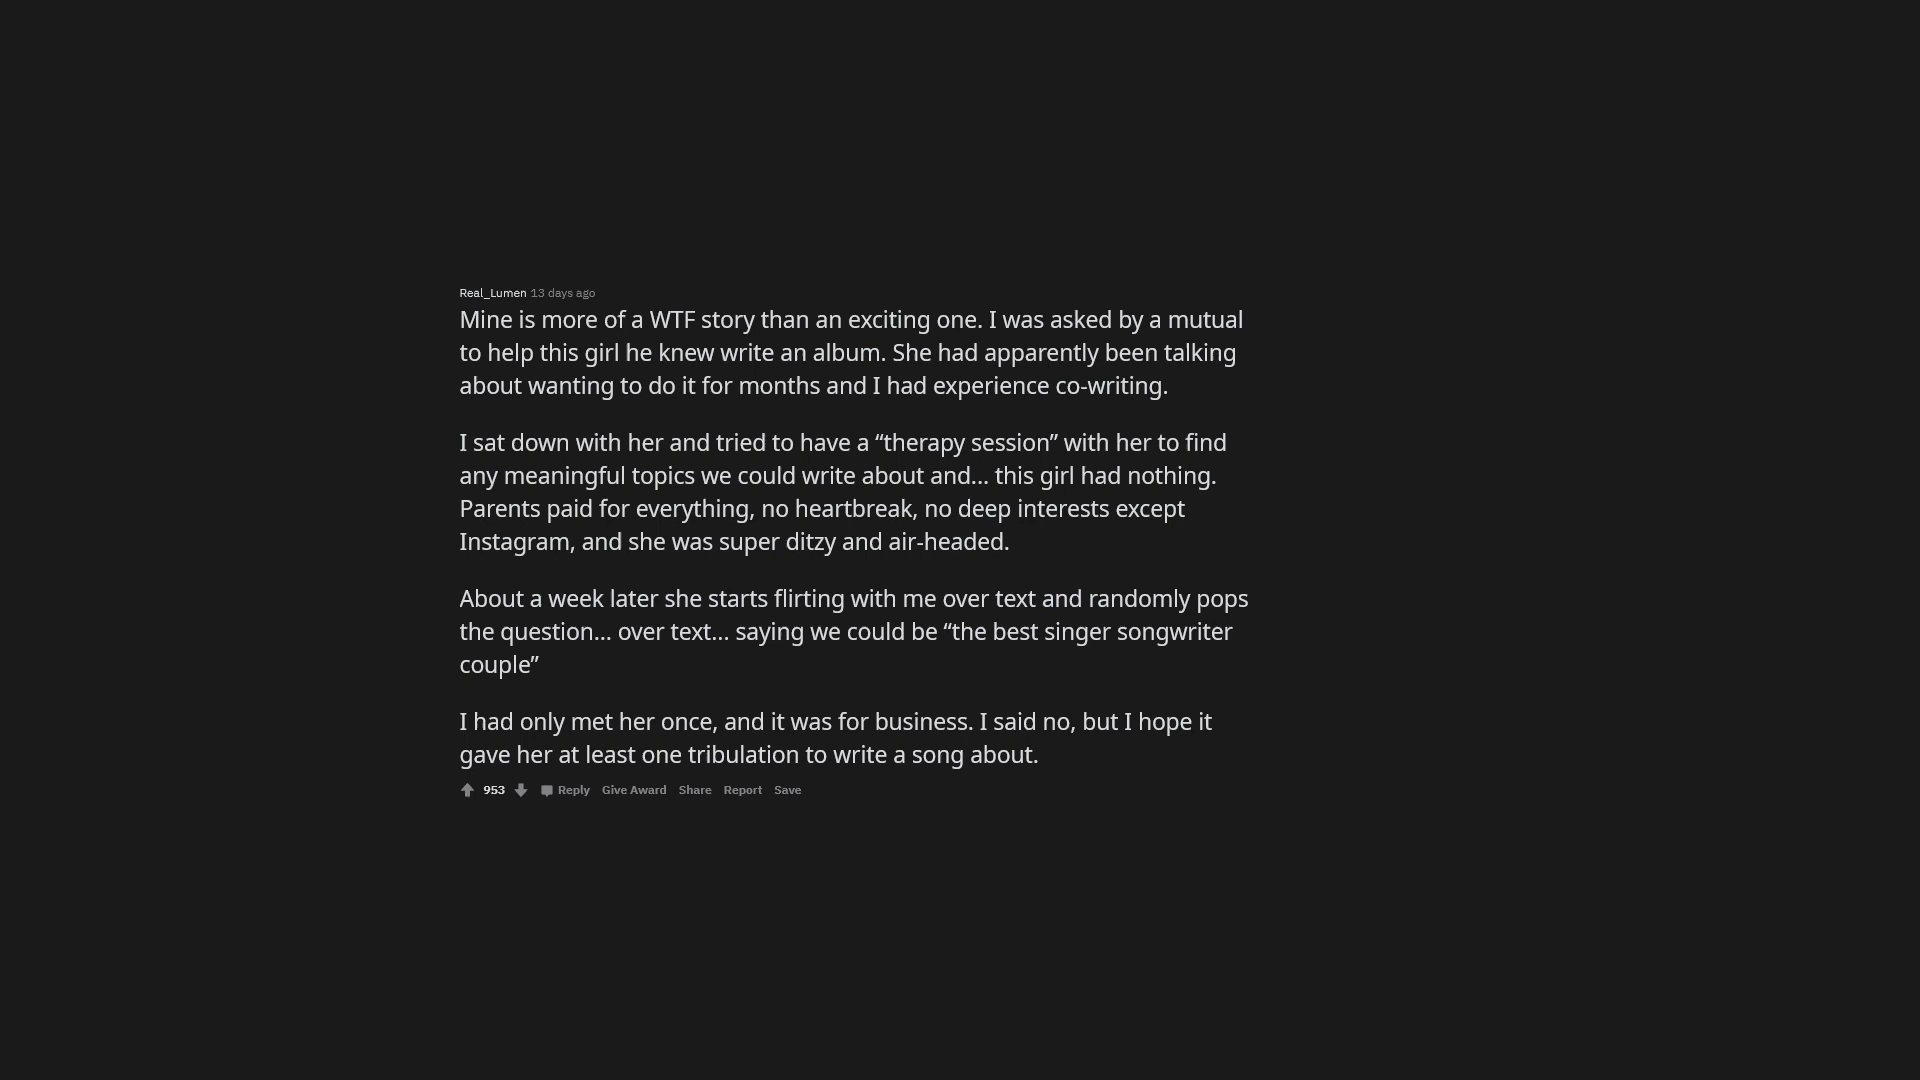 Real_Lumen 13 days ago
Mine is more of a WTF story than an exciting one. I was asked by a mutual
to help this girl he knew write an album. She had apparently been talking
about wanting to do it for months and I had experience co-writing.
I sat down with her and tried to have a “therapy session” with her to find
any meaningful topics we could write about and... this girl had nothing.
Parents paid for everything, no heartbreak, no deep interests except
Instagram, and she was super ditzy and air-headed.
About a week later she starts flirting with me over text and randomly pops
the question... over text... saying we could be “the best singer songwriter
couple”
I had only met her once, and it was for business. I said no, but I hope it
gave her at least one tribulation to write a song about.
953 Reply Give Award Share Report Save